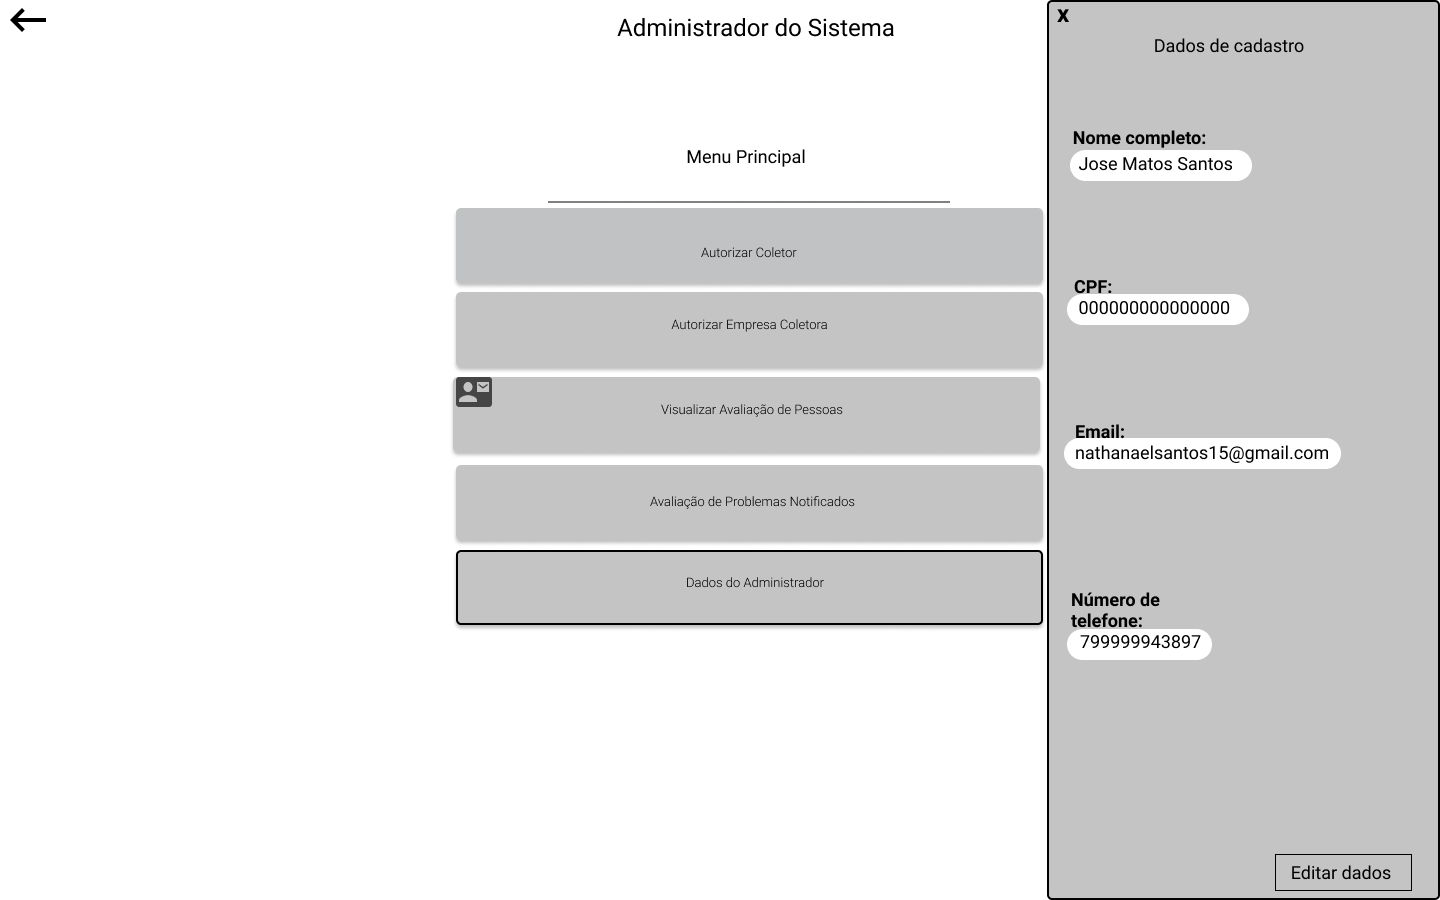 Administrador do Sistema
Menu Principal
Autorizar Coletor
Autorizar Empresa Coletora
Visualizar Avaliação de Pessoas
Avaliação de Problemas Notificados
Dados do Administrador
X
Dados de cadastro
Nome completo:
Jose Matos Santos
CPF:
000000000000000
Email:
nathanaelsantos15@gmail.com
Número de
telefone:
799999943897
Editar dados